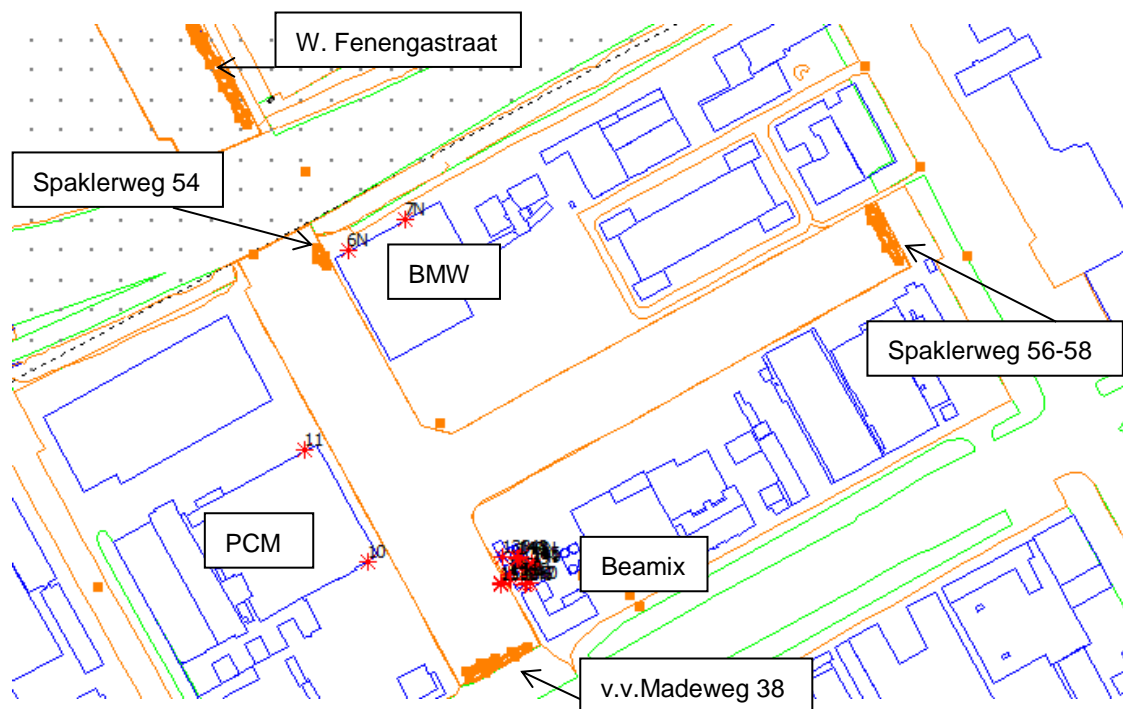 W. Fenengastraat
Spaklerweg 54
7N
6N
BMW
Spaklerweg 56-58
11
PCM
10
Beamix
v.v.Madeweg 38